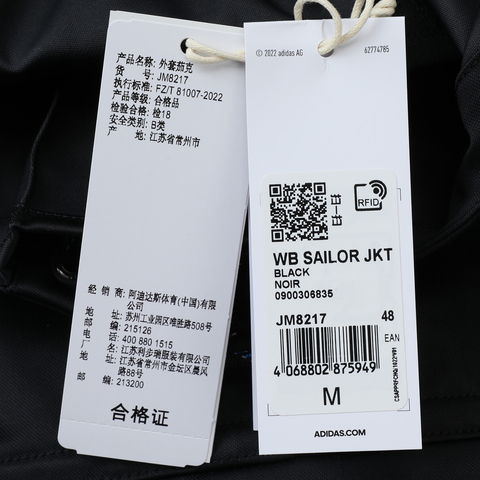 产品名称: 外套茄克
货 号: JM8217
执行标准: FZ/T 81007-2022
产品等级: 合格品
检验合格: 检18
安全类别: B类
产 地: 江苏省常州市
经 销 商: 阿迪达斯体育(中国)有限公司
地 址: 苏州工业园区唯胜路508号
邮 编: 215126
电 话: 400 880 1515
厂 名: 江苏利步瑞服装有限公司
厂 址: 江苏省常州市金坛区晨风路88号
邮 编: 213200
合格证
© 2022 adidas AG
62774785
RFID
WB SAILOR JKT
BLACK
NOIR
0900306835
JM8217 48
EAN
4 068802 875949
M
ADIDAS.COM